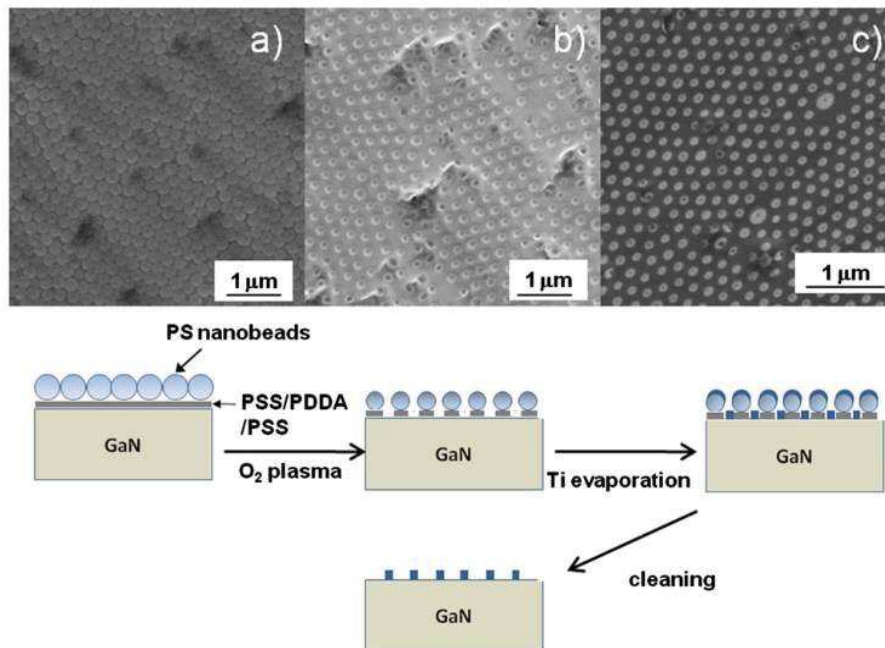 a)
b)
c)
1 μm
1 μm
1 μm
PS nanobeads
PSS/PDDA
/PSS
GaN
O₂ plasma
GaN
Ti evaporation
GaN
cleaning
GaN